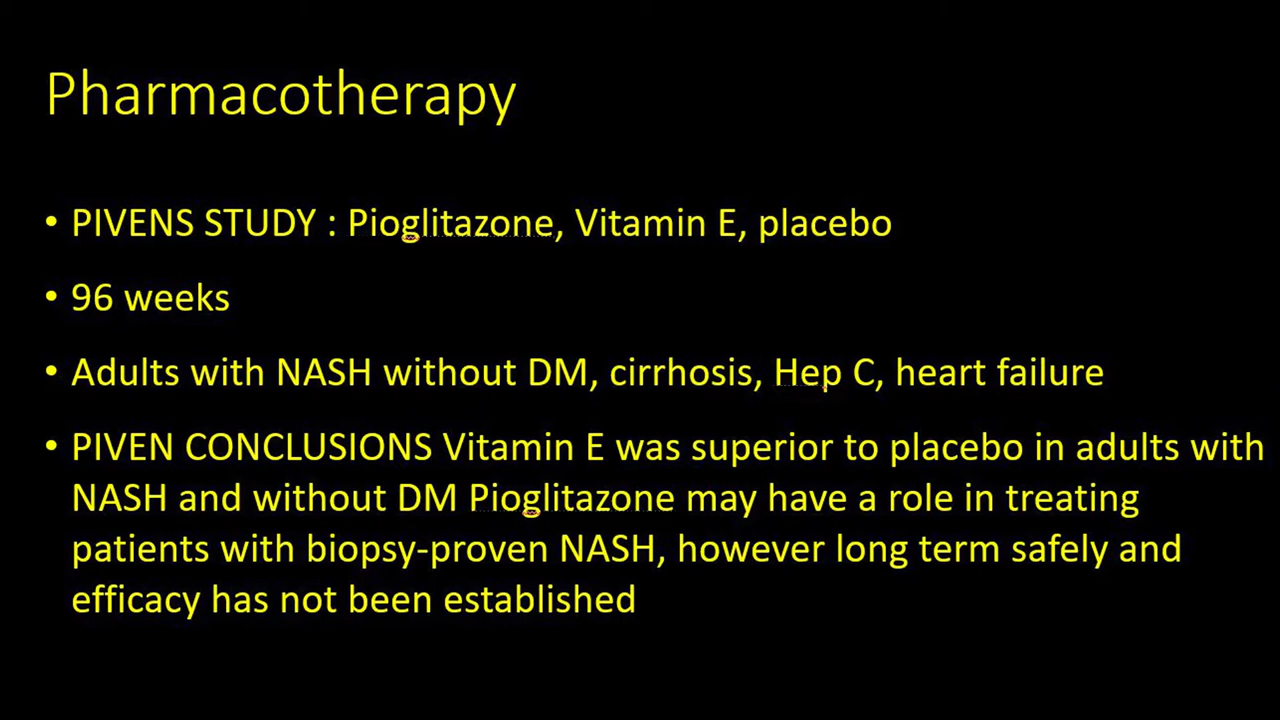 Pharmacotherapy
• PIVENS STUDY : Pioglitazone, Vitamin E, placebo
• 96 weeks
• Adults with NASH without DM, cirrhosis, Hep C, heart failure
• PIVEN CONCLUSIONS Vitamin E was superior to placebo in adults with
NASH and without DM Pioglitazone may have a role in treating
patients with biopsy-proven NASH, however long term safely and
efficacy has not been established